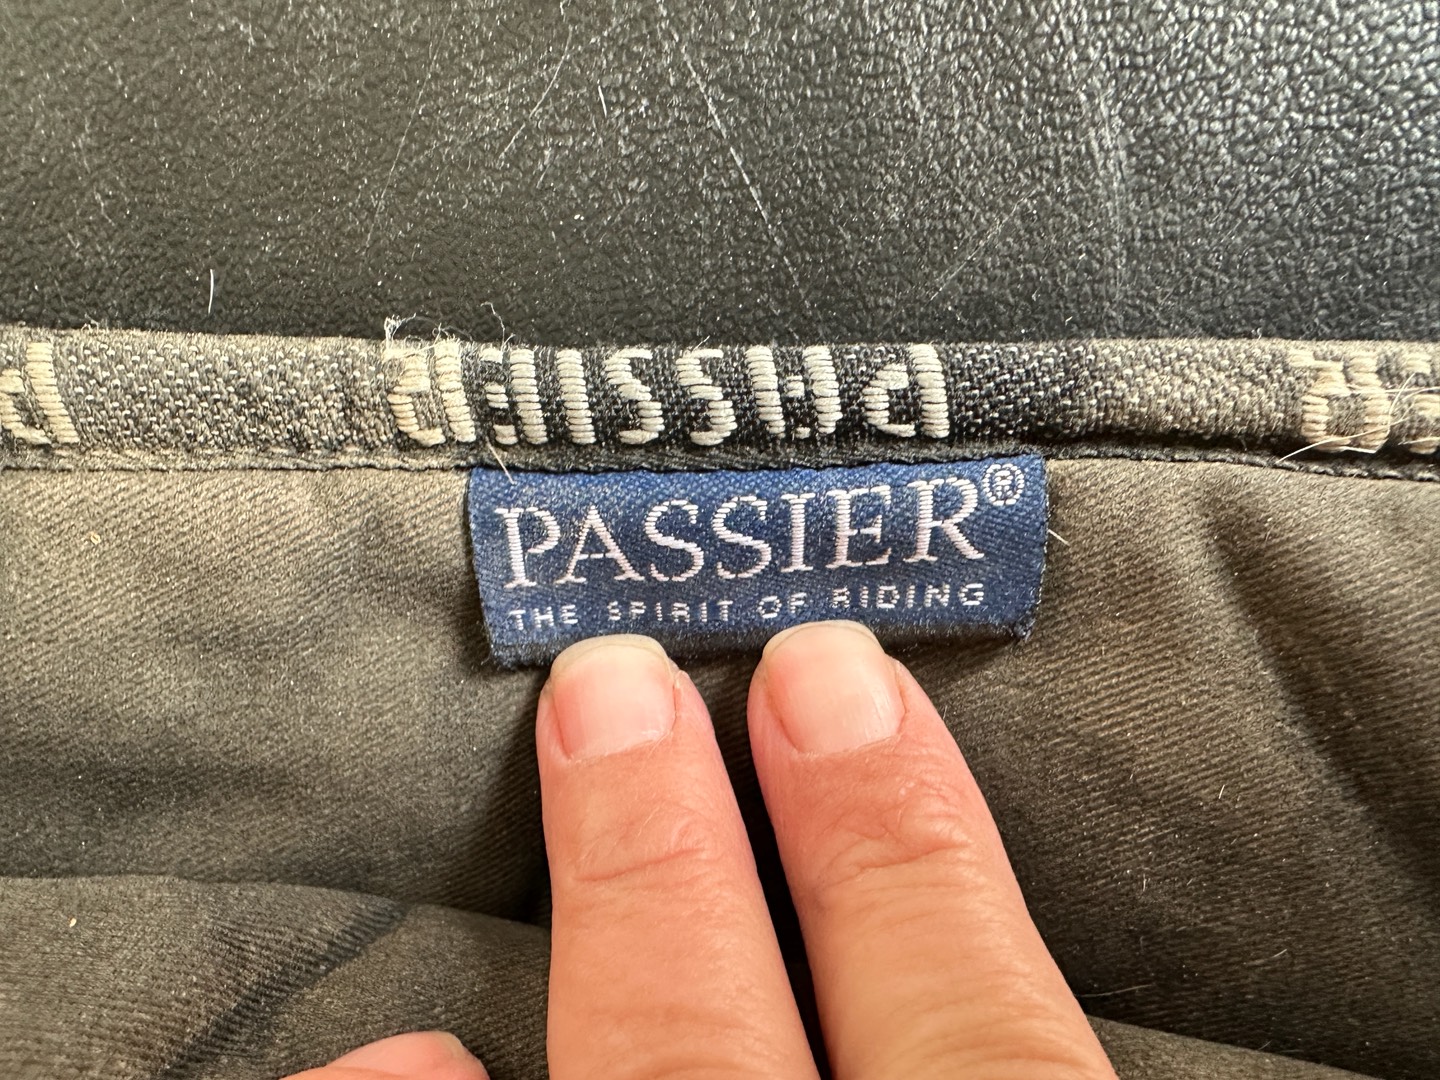 PASSIER
PASSIER®
THE SPIRIT OF RIDING